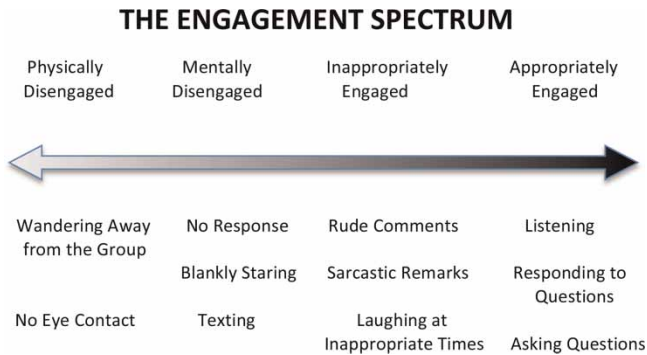 THE ENGAGEMENT SPECTRUM
Physically
Disengaged
Mentally
Disengaged
Inappropriately
Engaged
Appropriately
Engaged
Wandering Away
from the Group
No Eye Contact
No Response
Blankly Staring
Texting
Rude Comments
Sarcastic Remarks
Laughing at
Inappropriate Times
Listening
Responding to
Questions
Asking Questions